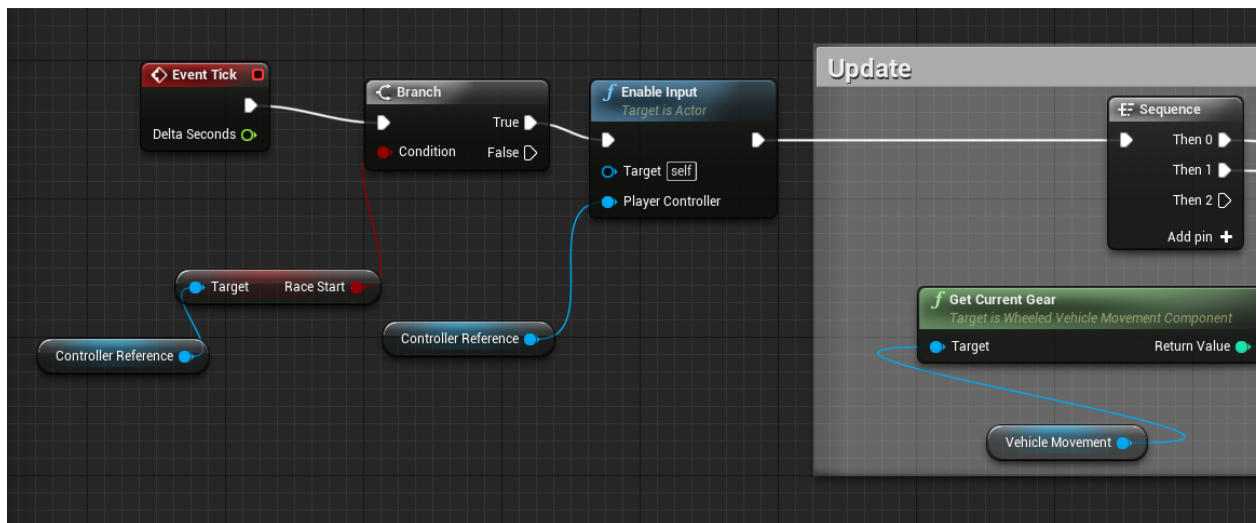 Event Tick
Delta Seconds
Branch
True
Condition
False
Enable Input
Target is Actor
Target self
Player Controller
Target Race Start
Controller Reference
Controller Reference
Update
Sequence
Then 0
Then 1
Then 2
Add pin
Get Current Gear
Target is Wheeled Vehicle Movement Component
Target Return Value
Vehicle Movement